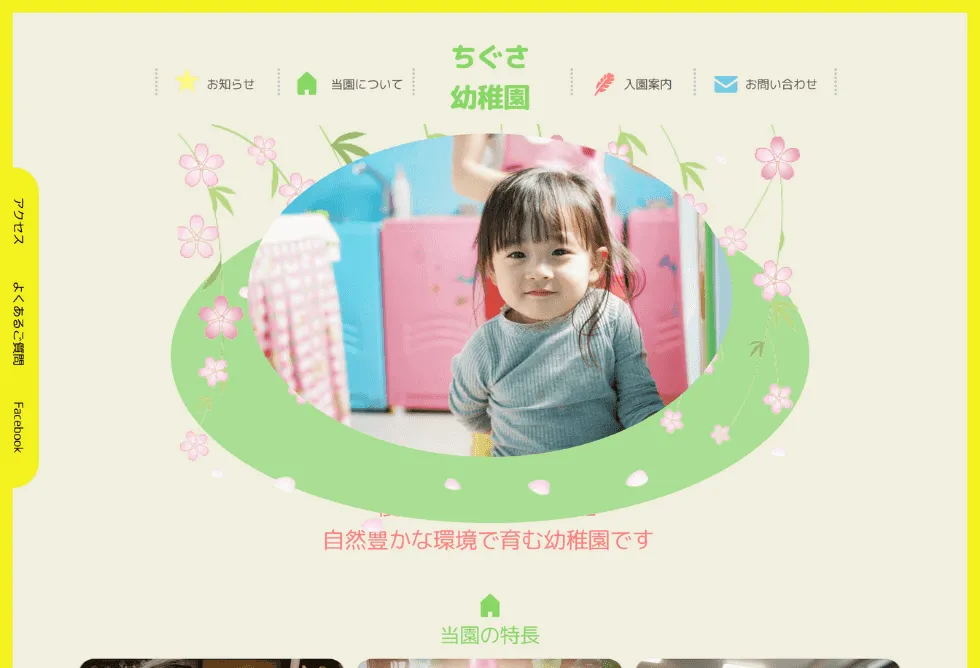 ちぐさ
幼稚園
お知らせ
当園について
入園案内
お問い合わせ
アクセス
よくあるご質問
Facebook
自然豊かな環境で育む幼稚園です
当園の特長